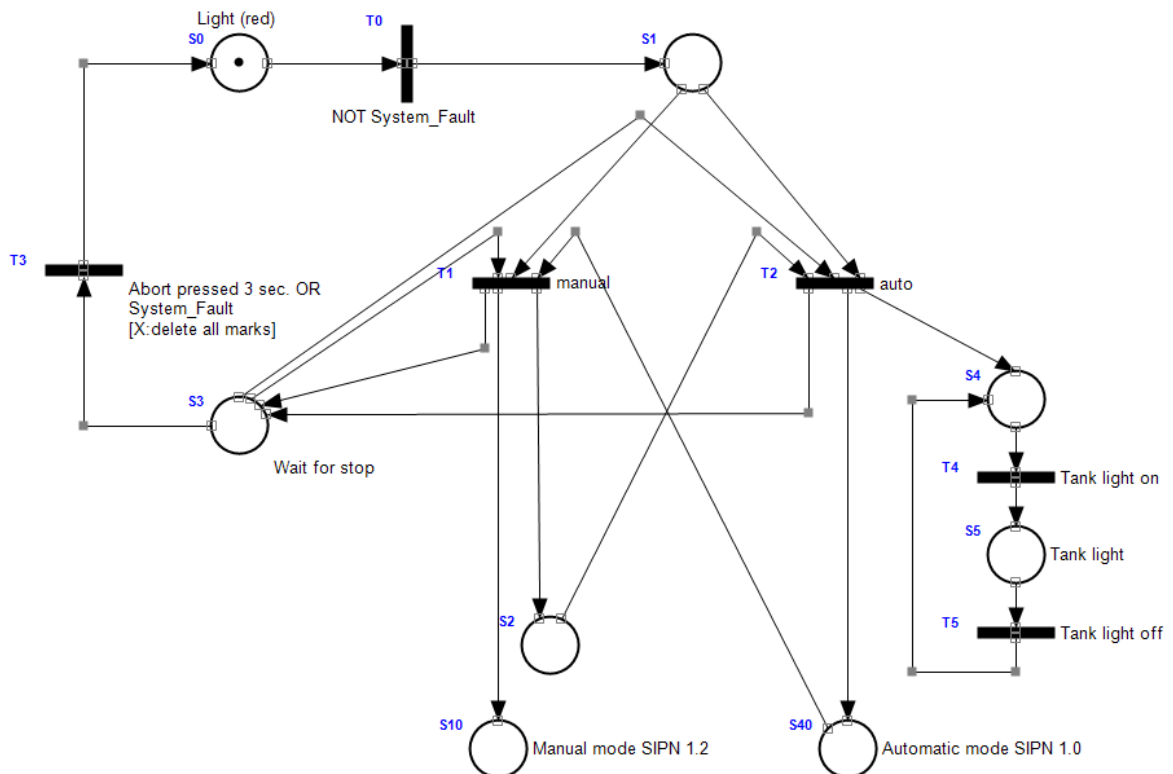 Light (red)
S0
T0
S1
NOT System_Fault
T3
Abort pressed 3 sec. OR
System_Fault
[X:delete all marks]
T1
manual
T2
auto
S3
Wait for stop
S4
T4
Tank light on
S5
Tank light
S2
T5
Tank light off
S10
Manual mode SIPN 1.2
S40
Automatic mode SIPN 1.0